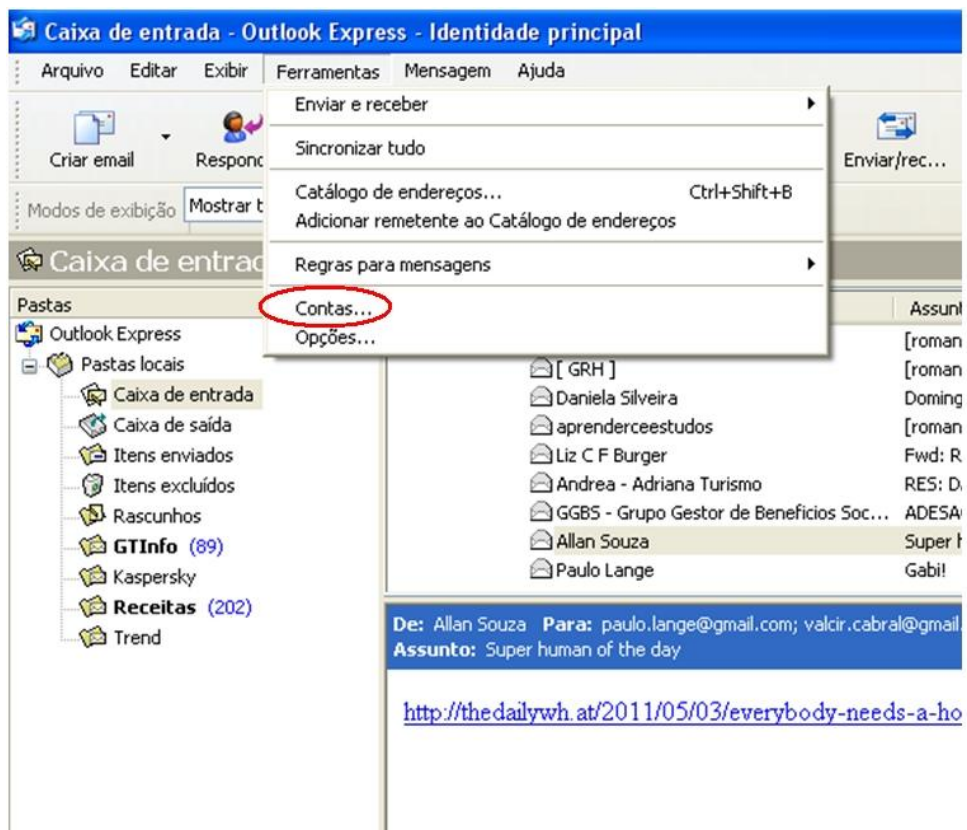 Caixa de entrada - Outlook Express - Identidade principal
Arquivo Editar Exibir Ferramentas Mensagem Ajuda
Enviar e receber
Sincronizar tudo
Catálogo de endereços... Ctrl+Shift+B
Adicionar remetente ao Catálogo de endereços
Regras para mensagens
Contas...
Opções...
Criar email Respond Enviar/rec...
Modos de exibição Mostrar t
Caixa de entrad
Pastas
Outlook Express
Pastas locais
Caixa de entrada
Caixa de saída
Itens enviados
Itens excluídos
Rascunhos
GTInfo (89)
Kaspersky
Receitas (202)
Trend
Assunt
[roman
[ GRH ] [roman
Daniela Silveira Doming
aprenderceestudos [roman
Liz C F Burger Fwd: R
Andrea - Adriana Turismo RES: D
GGBS - Grupo Gestor de Beneficios Soc... ADESA
Allan Souza Super h
Paulo Lange Gabi!
De: Allan Souza Para: paulo.lange@gmail.com; valcir.cabral@gmail.
Assunto: Super human of the day
http://thedailywh.at/2011/05/03/everybody-needs-a-ho